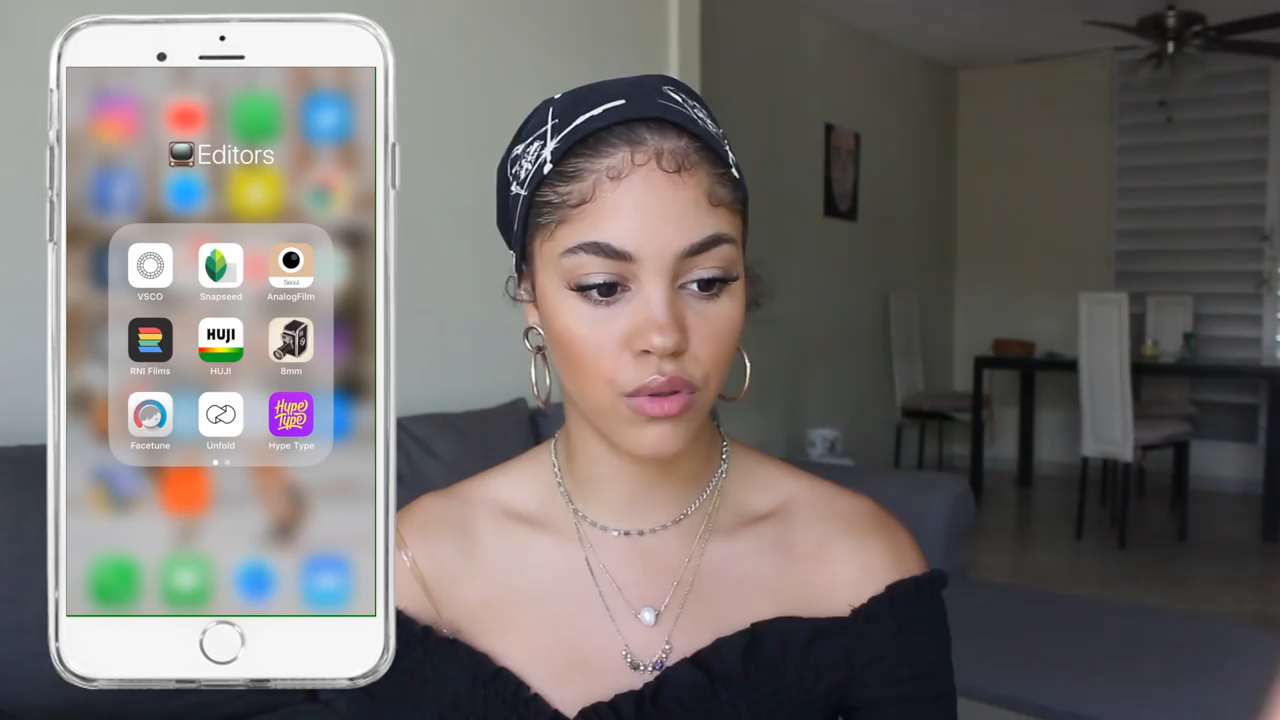 Editors
Seoul
VSCO
Snapseed
AnalogFilm
HUJI
RNI Films
HUJI
8mm
Hype
Type
Facetune
Unfold
Hype Type